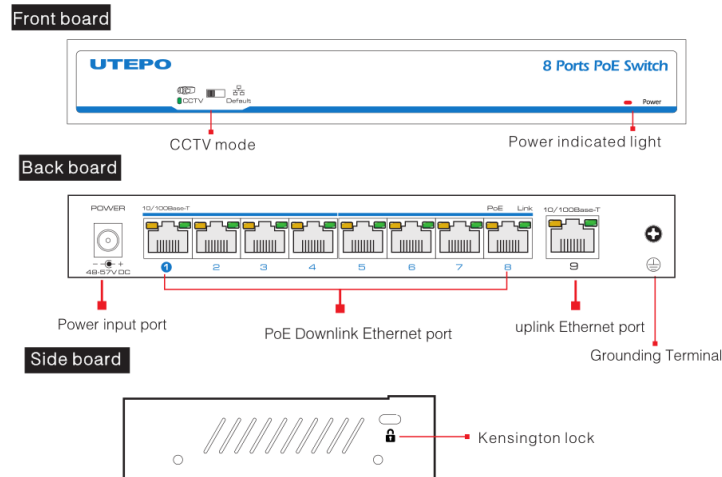 Front board
UTEPO
8 Ports PoE Switch
CCTV
Default
Power
CCTV mode
Power indicated light
Back board
POWER
10/100Base-T
PoE Link
10/100Base-T
- +
48-57V DC
1 2 3 4 5 6 7 8 9
Power input port
PoE Downlink Ethernet port
uplink Ethernet port
Grounding Terminal
Side board
Kensington lock